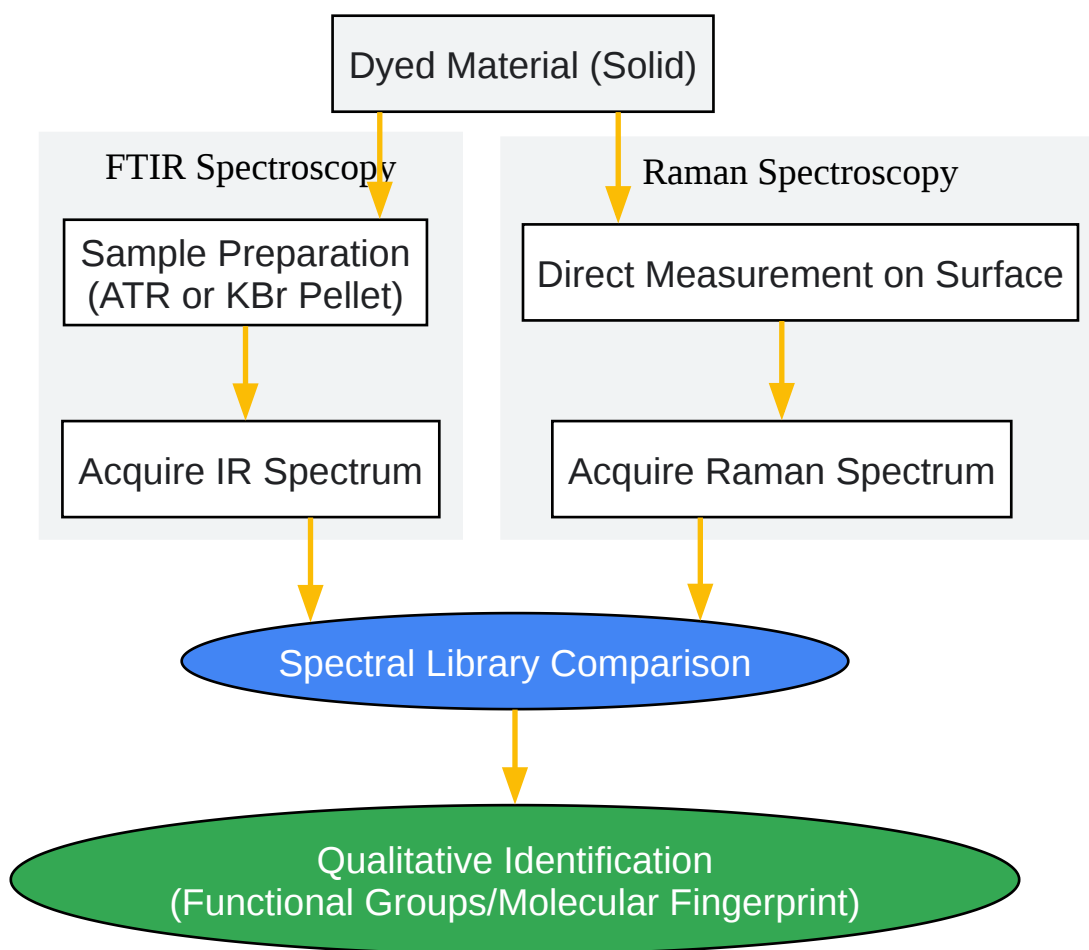 Dyed Material (Solid)
FTIR Spectroscopy
Sample Preparation
(ATR or KBr Pellet)
Acquire IR Spectrum
Raman Spectroscopy
Direct Measurement on Surface
Acquire Raman Spectrum
Spectral Library Comparison
Qualitative Identification
(Functional Groups/Molecular Fingerprint)